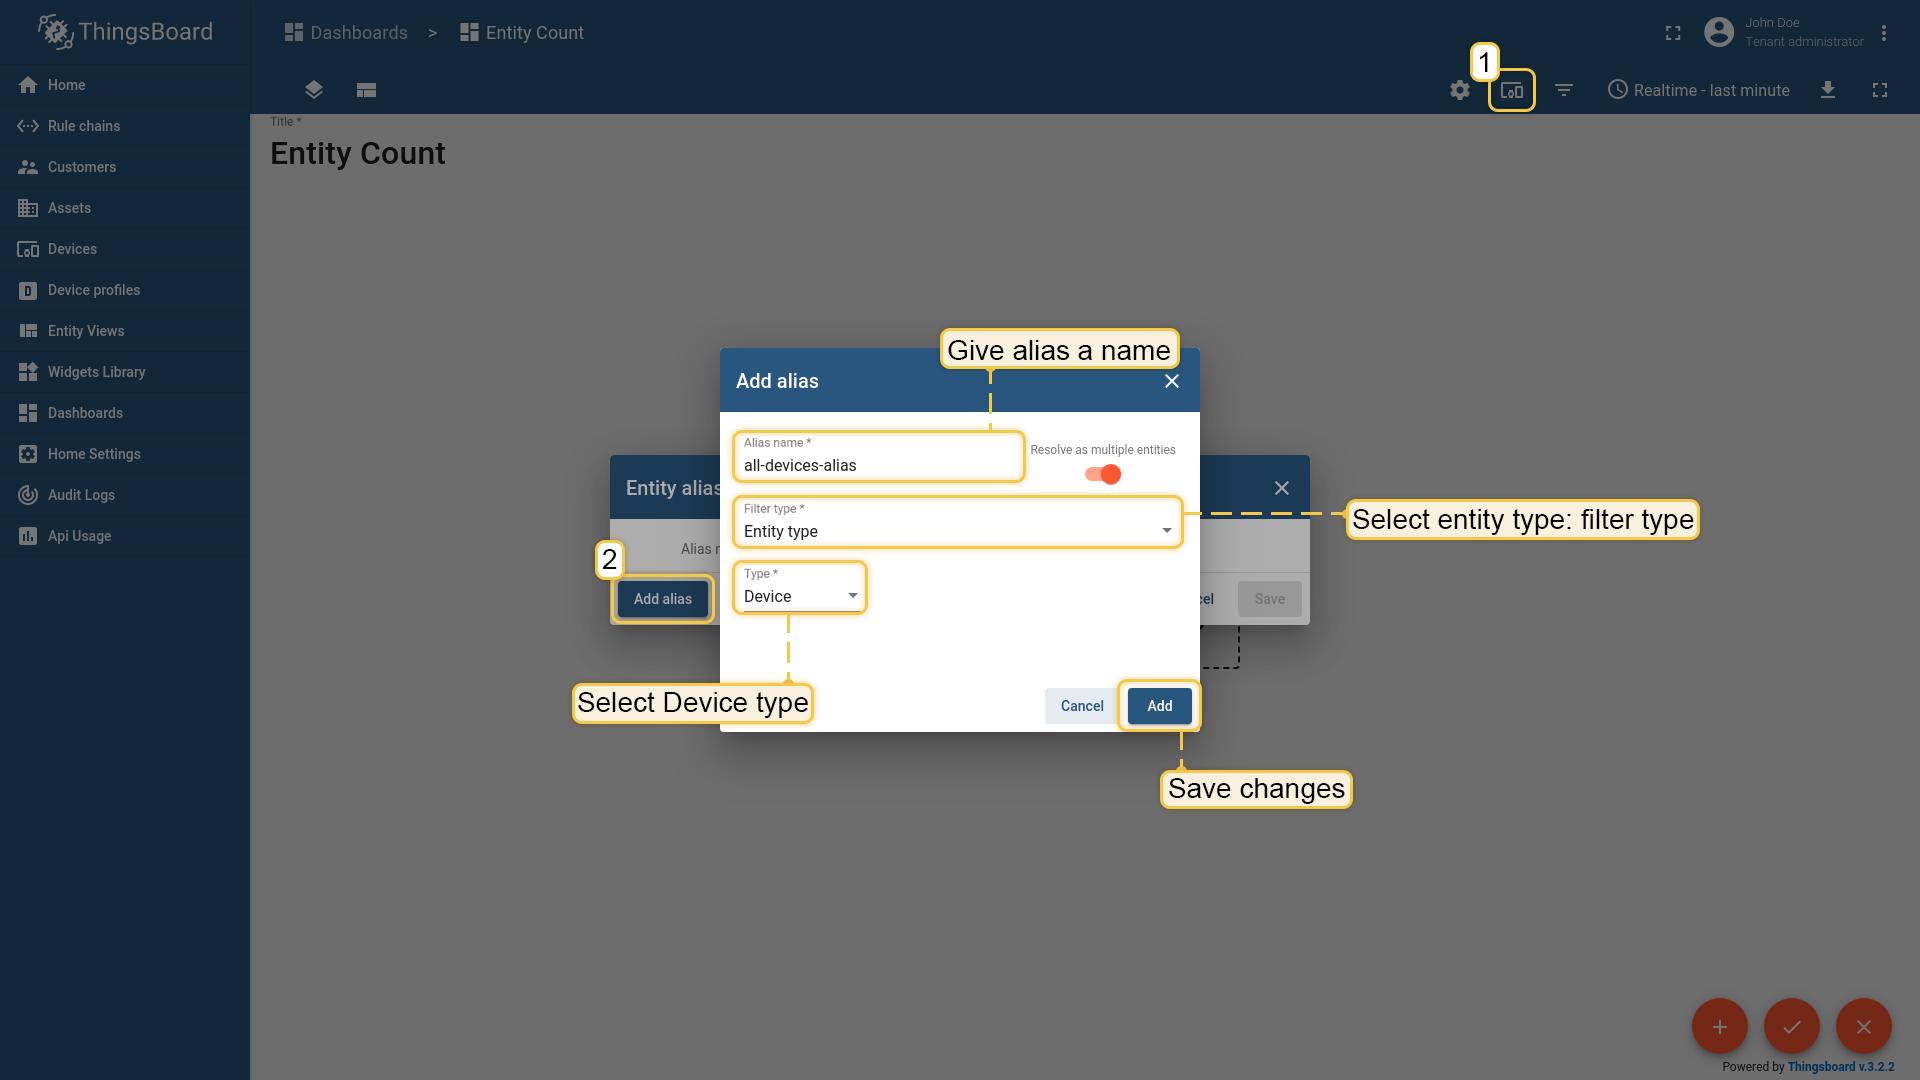 ThingsBoard
Dashboards > Entity Count
John Doe
Tenant administrator
Home
Rule chains
Customers
Assets
Devices
Device profiles
Entity Views
Widgets Library
Dashboards
Home Settings
Audit Logs
Api Usage
1
Realtime - last minute
Title *
Entity Count
Give alias a name
Add alias
Alias name *
all-devices-alias
Resolve as multiple entities
Filter type *
Entity type
Select entity type: filter type
Type *
Device
Entity alias
Alias n
2
Add alias
cel
Save
Select Device type
Cancel
Add
Save changes
Powered by Thingsboard v.3.2.2